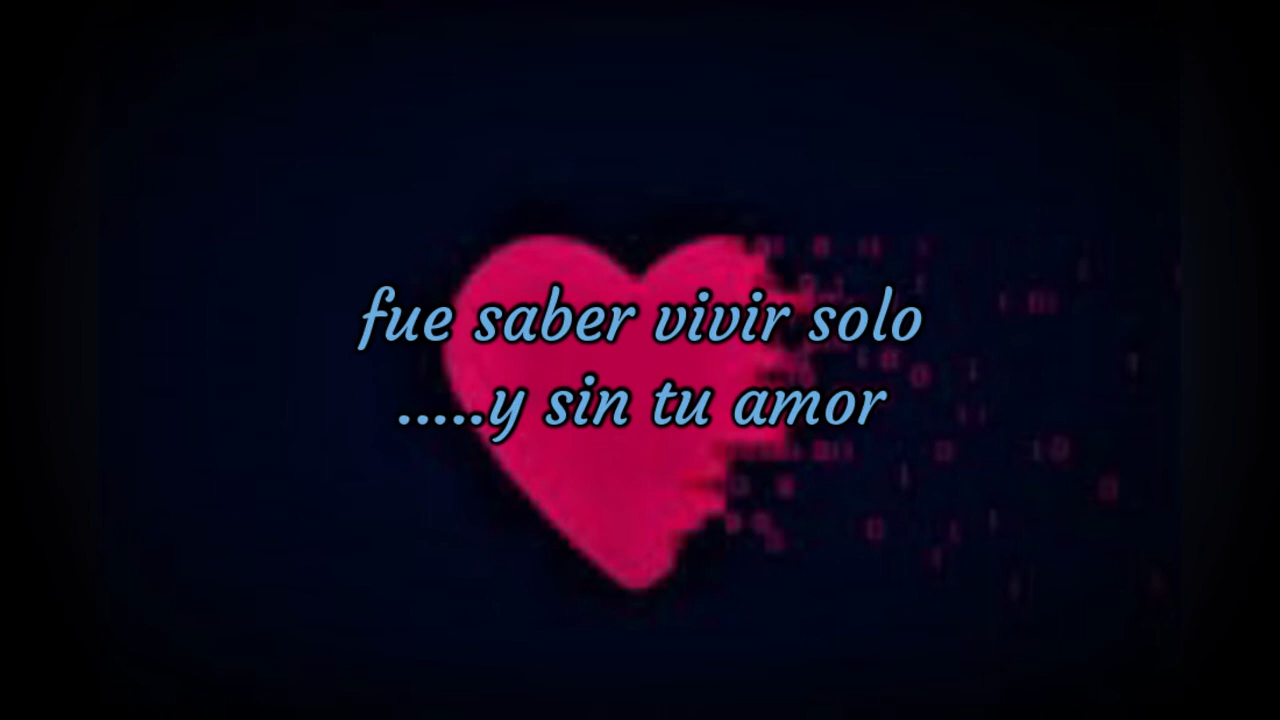 fue saber vivir solo
.....y sin tu amor